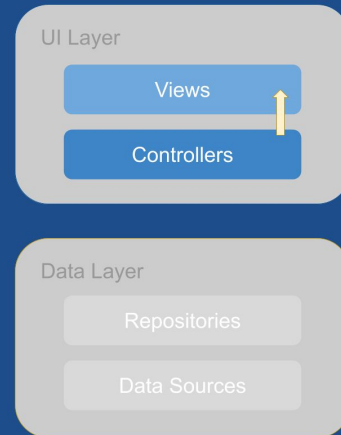 UI Layer
Views
Controllers
Data Layer
Repositories
Data Sources